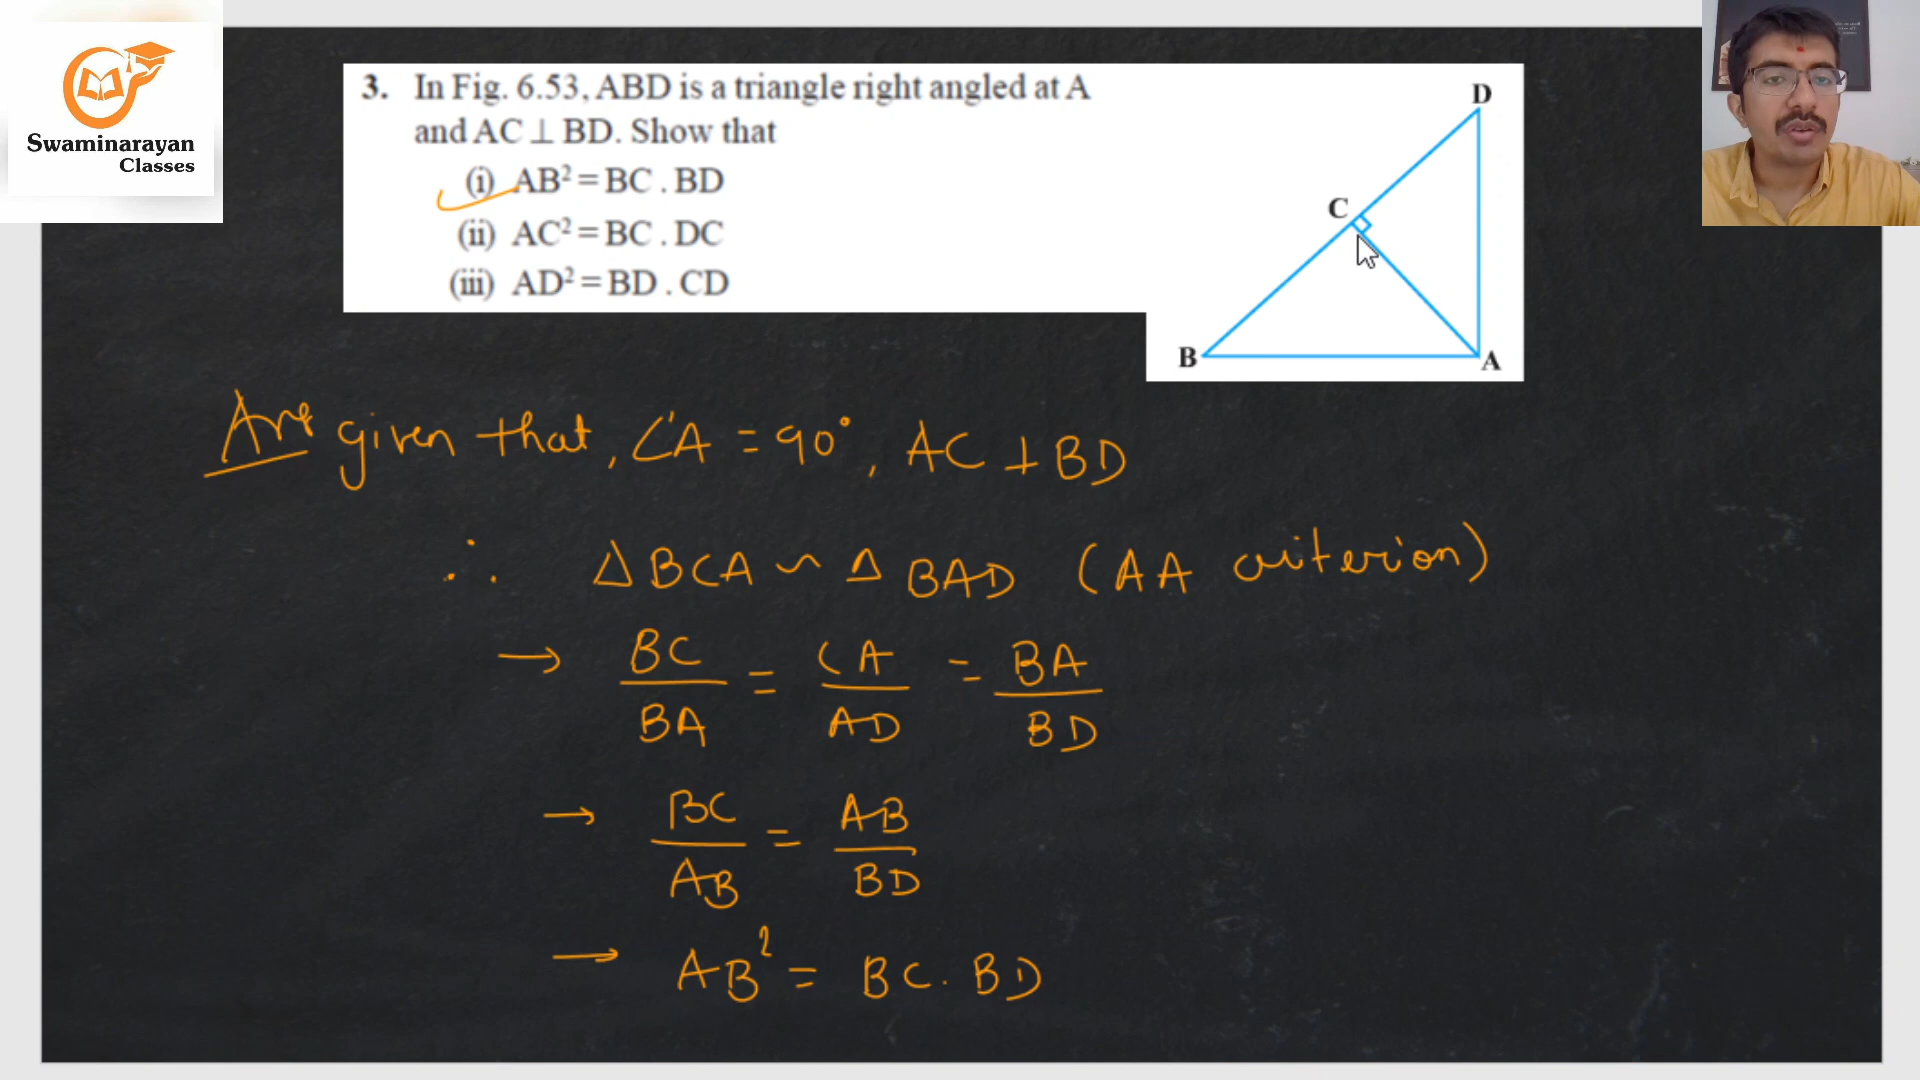 Swaminarayan
Classes
3. In Fig. 6.53, ABD is a triangle right angled at A
and AC ⊥ BD. Show that
(i) AB² = BC . BD
(ii) AC² = BC . DC
(iii) AD² = BD . CD
D
C
B
A
Ans given that, ∠A = 90°, AC ⊥ BD
∴ △BCA ~ △BAD (AA criterion)
→ BC/BA = CA/AD = BA/BD
→ BC/AB = AB/BD
→ AB² = BC . BD